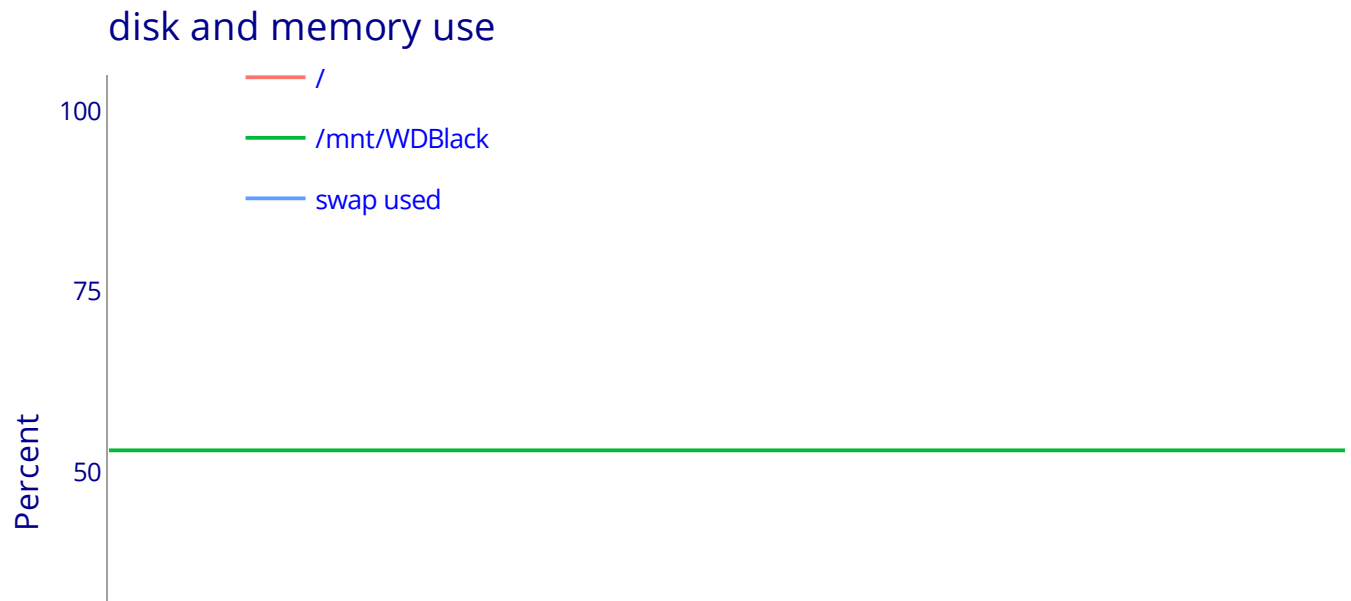 disk and memory use
/
100
/mnt/WDBlack
swap used
75
Percent
50